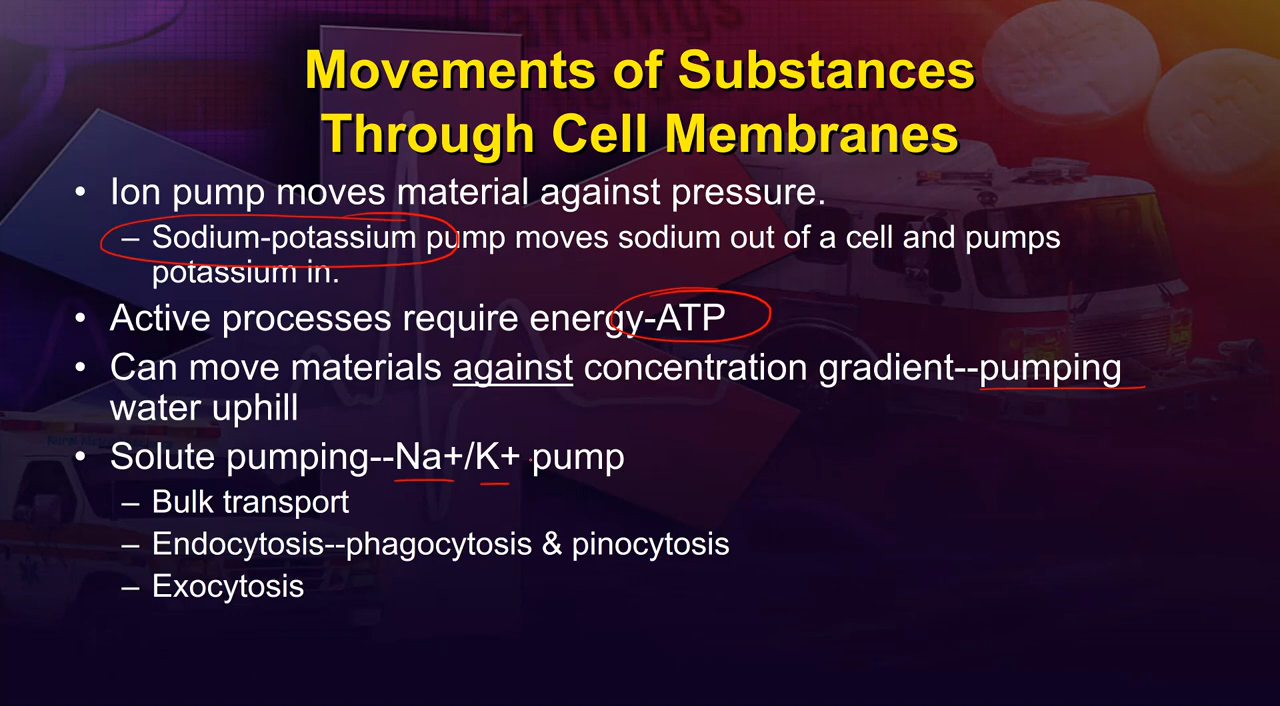 Movements of Substances
Through Cell Membranes
• Ion pump moves material against pressure.
– Sodium-potassium pump moves sodium out of a cell and pumps
potassium in.
• Active processes require energy-ATP
• Can move materials against concentration gradient--pumping
water uphill
• Solute pumping--Na+/K+ pump
– Bulk transport
– Endocytosis--phagocytosis & pinocytosis
– Exocytosis